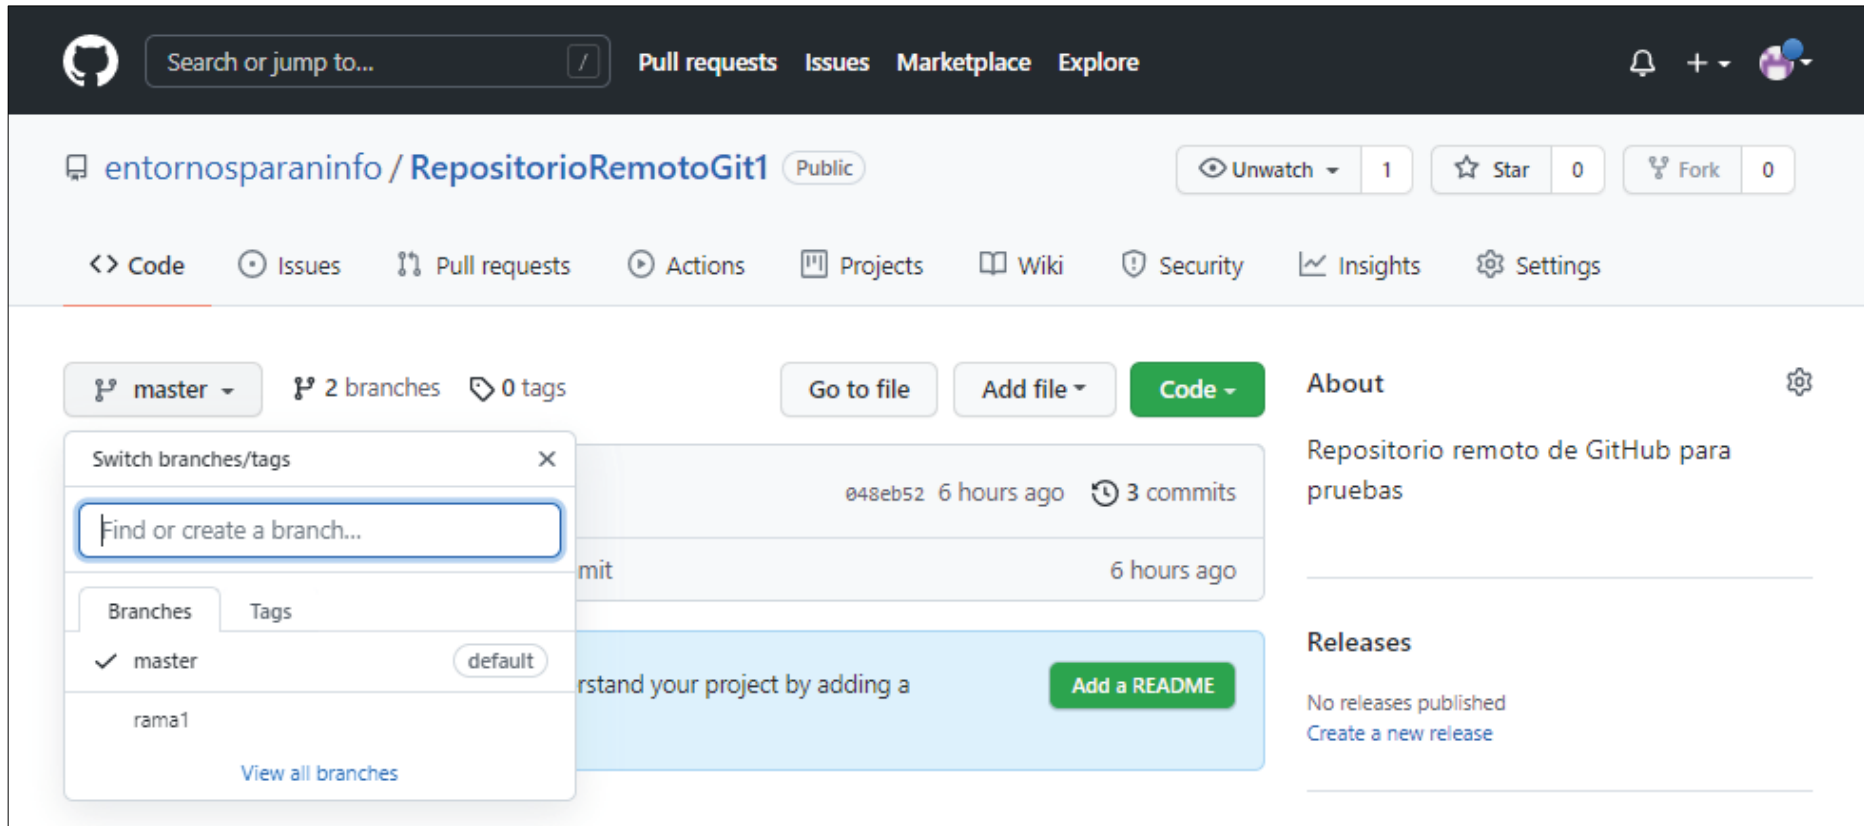 Search or jump to... / Pull requests Issues Marketplace Explore
entornosparaninfo / RepositorioRemotoGit1 Public Unwatch 1 Star 0 Fork 0
<> Code Issues Pull requests Actions Projects Wiki Security Insights Settings
master 2 branches 0 tags Go to file Add file Code About
Switch branches/tags
Repositorio remoto de GitHub para
pruebas
048eb52 6 hours ago 3 commits
Find or create a branch...
mit 6 hours ago
Branches Tags
master default
rama1
View all branches
rstand your project by adding a Add a README
Releases
No releases published
Create a new release